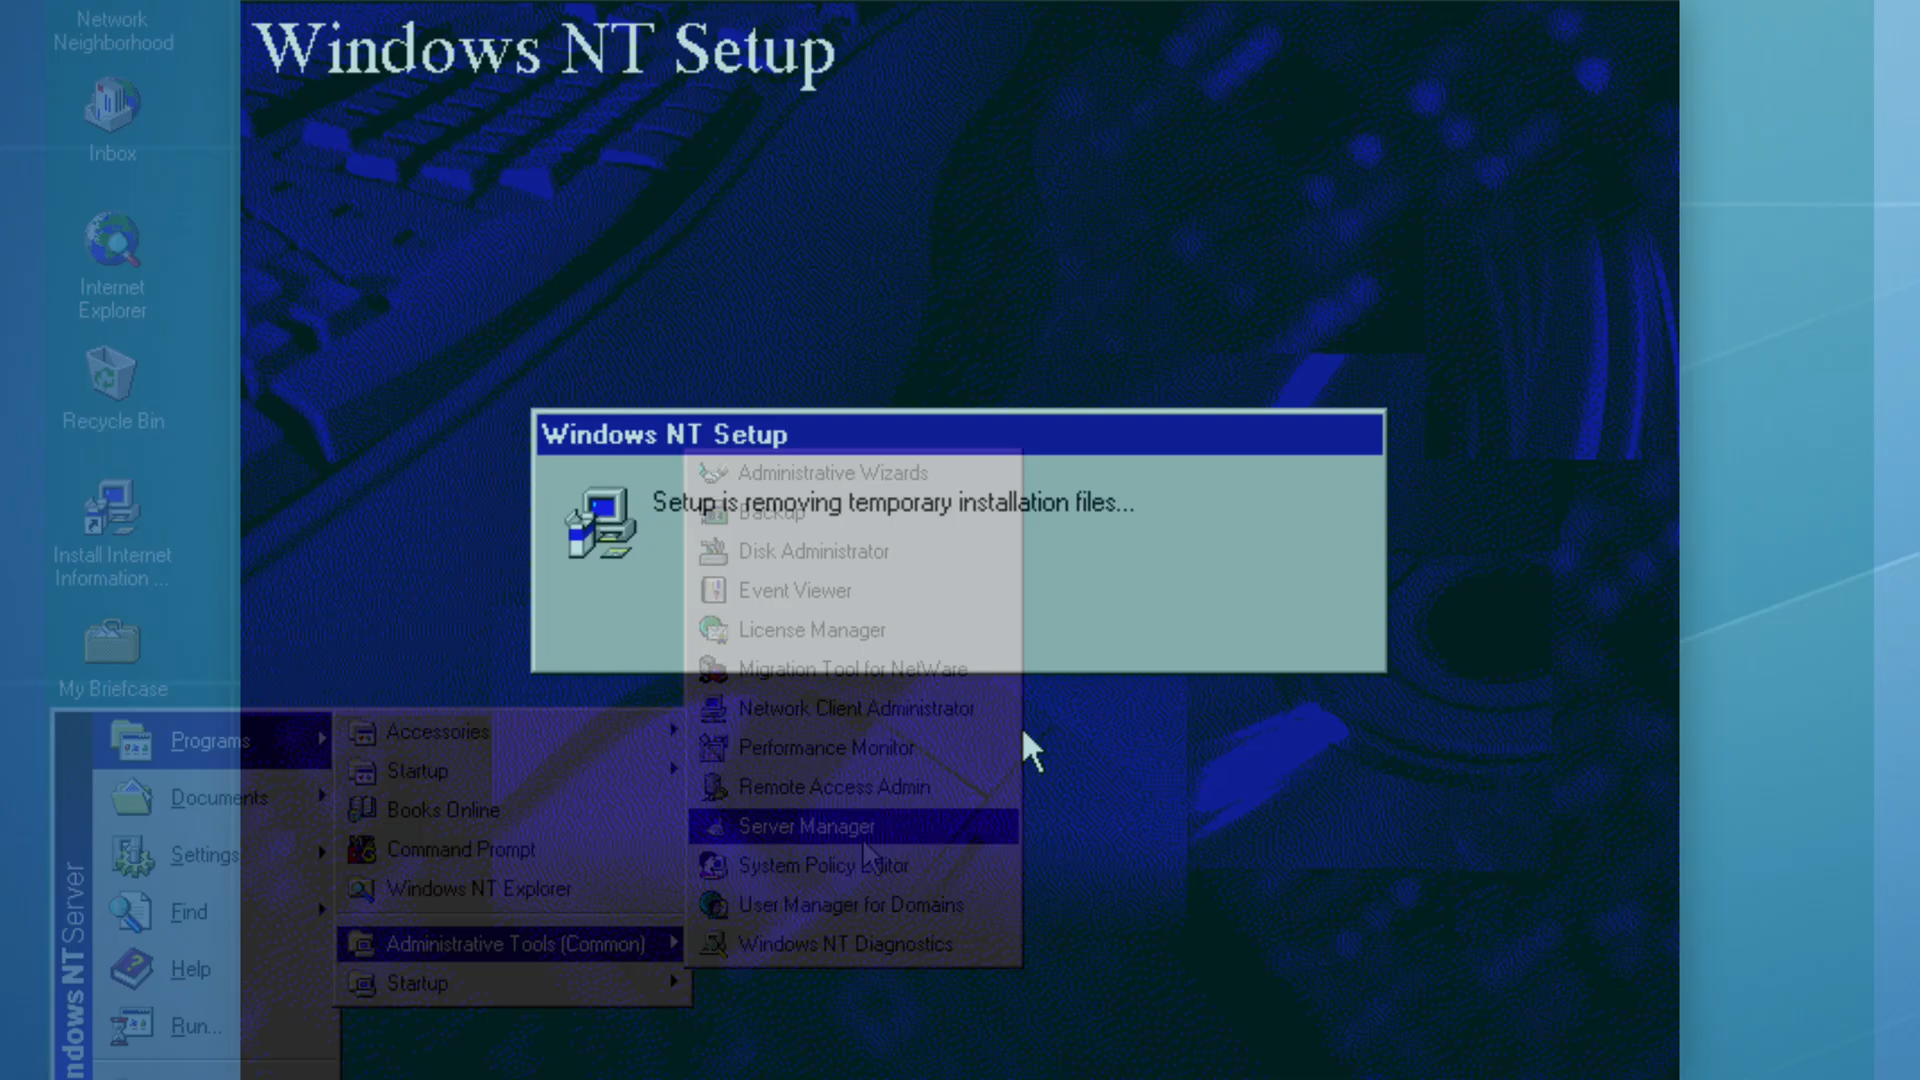 Network
Neighborhood
Windows NT Setup
Inbox
Internet
Explorer
Recycle Bin
Install Internet
Information ...
My Briefcase
Windows NT Setup
Setup is removing temporary installation files...
Administrative Wizards
Backup
Disk Administrator
Event Viewer
License Manager
Migration Tool for NetWare
Network Client Administrator
Performance Monitor
Remote Access Admin
Server Manager
System Policy Editor
User Manager for Domains
Windows NT Diagnostics
Programs
Documents
Settings
Find
Help
Run...
Accessories
Startup
Books Online
Command Prompt
Windows NT Explorer
Administrative Tools (Common)
Startup
ndows NT Server